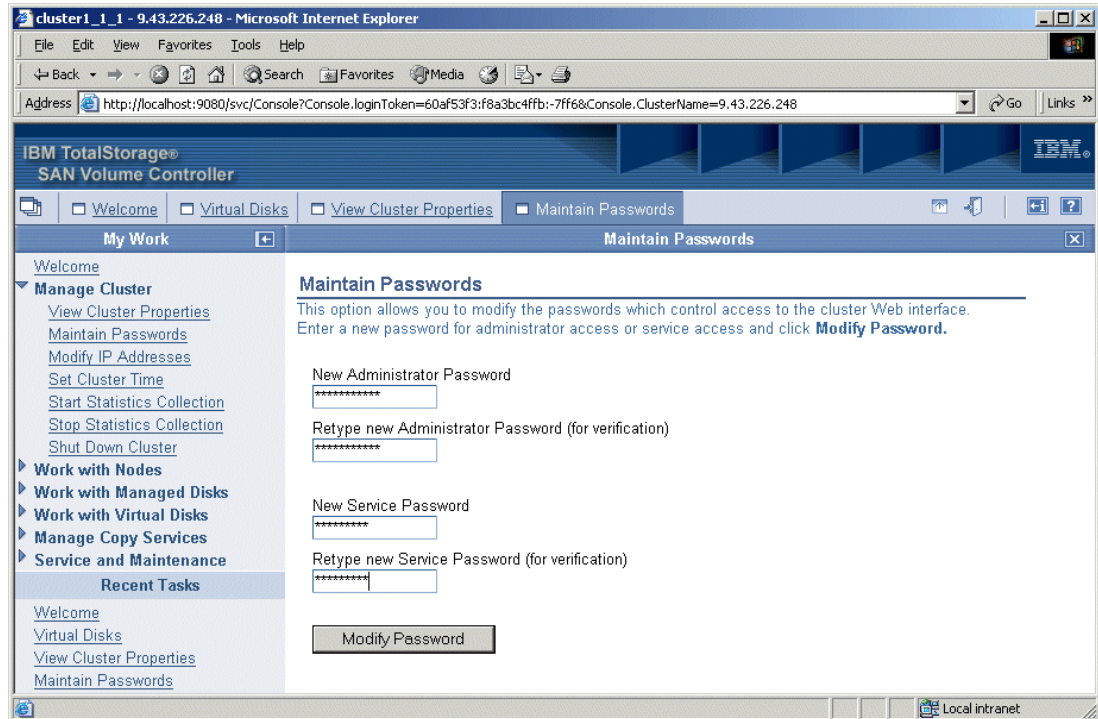 cluster1_1_1 - 9.43.226.248 - Microsoft Internet Explorer
File Edit View Favorites Tools Help
Back Search Favorites Media
Address http://localhost:9080/svc/Console?Console.loginToken=60af53f3:f8a3bc4ffb:-7ff6&Console.ClusterName=9.43.226.248 Go Links »
IBM TotalStorage®
SAN Volume Controller
IBM®
Welcome Virtual Disks View Cluster Properties Maintain Passwords
My Work
Maintain Passwords
Welcome
Manage Cluster
View Cluster Properties
Maintain Passwords
Modify IP Addresses
Set Cluster Time
Start Statistics Collection
Stop Statistics Collection
Shut Down Cluster
Work with Nodes
Work with Managed Disks
Work with Virtual Disks
Manage Copy Services
Service and Maintenance
Recent Tasks
Welcome
Virtual Disks
View Cluster Properties
Maintain Passwords
Maintain Passwords
This option allows you to modify the passwords which control access to the cluster Web interface.
Enter a new password for administrator access or service access and click Modify Password.
New Administrator Password
***********
Retype new Administrator Password (for verification)
***********
New Service Password
*********
Retype new Service Password (for verification)
*********
Modify Password
Local intranet